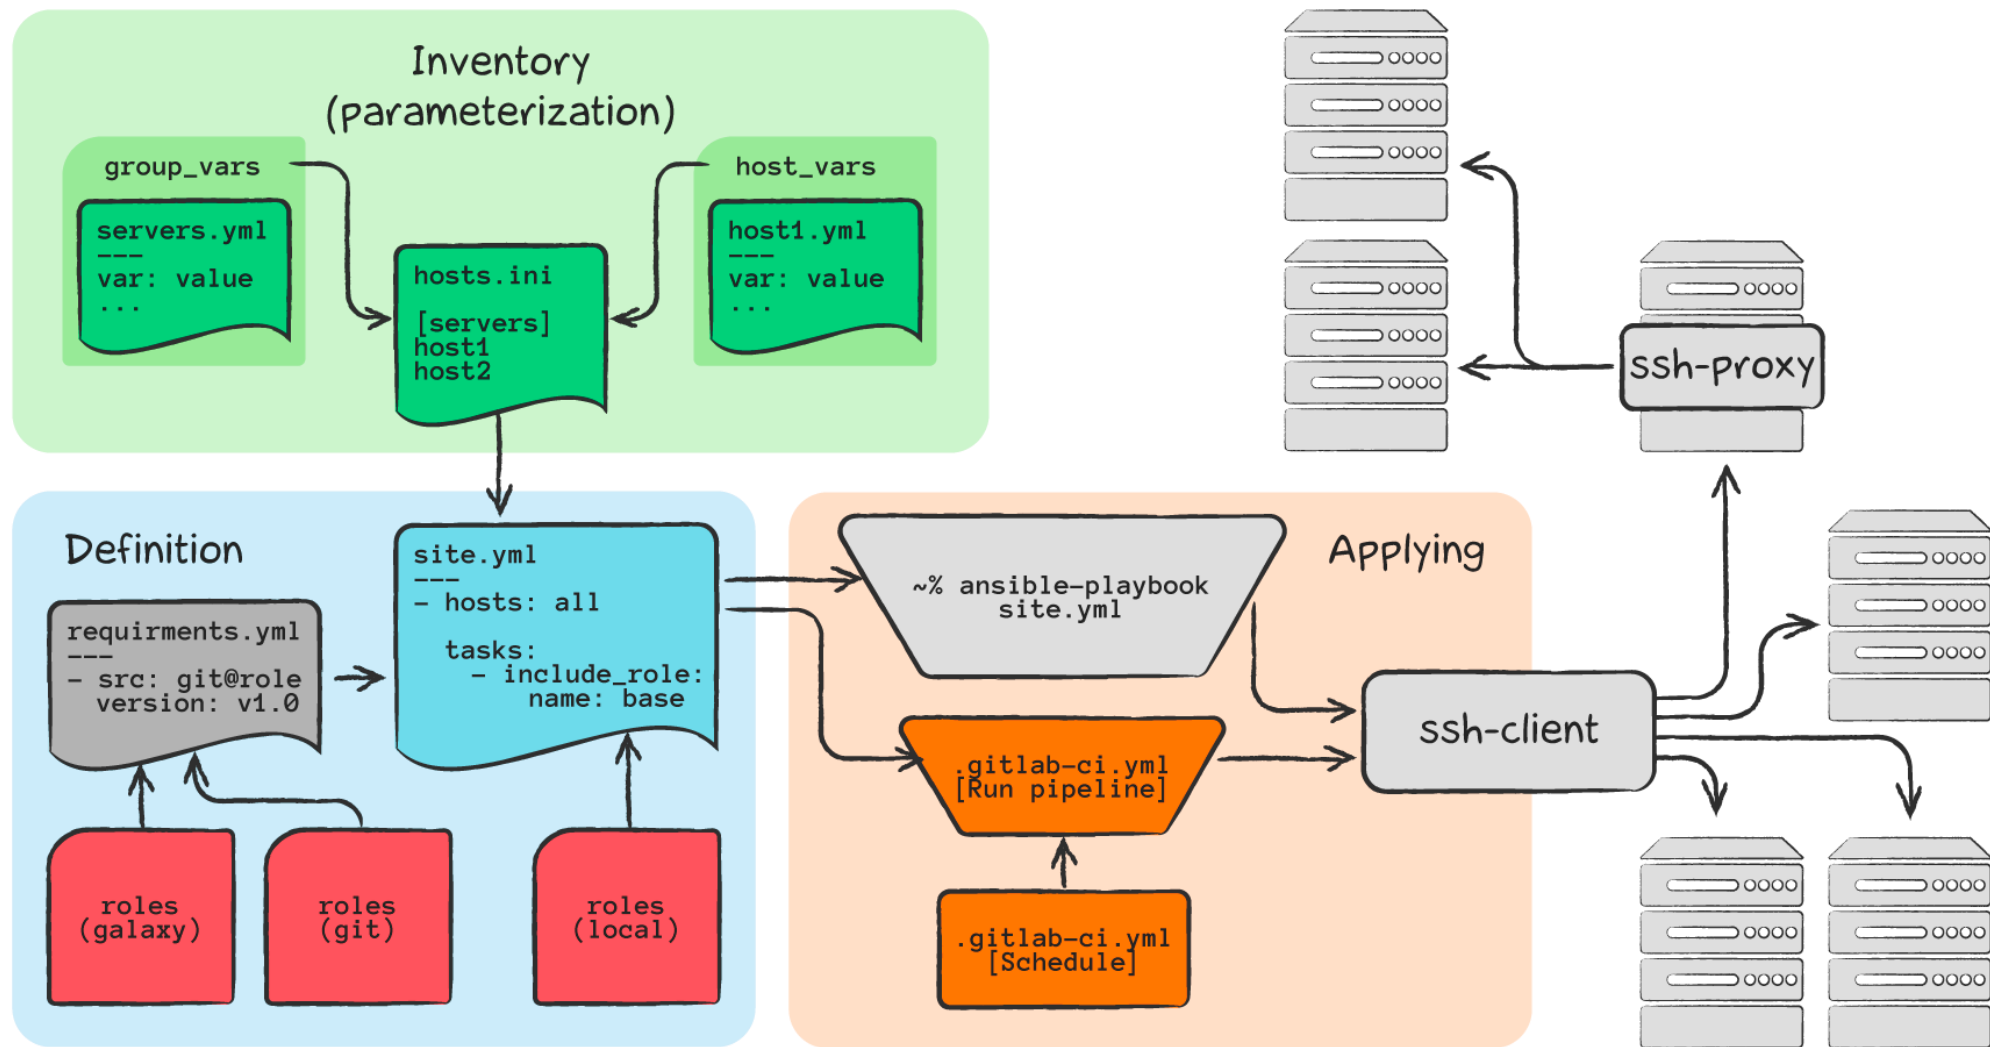 Inventory
(parameterization)
group_vars
servers.yml
---
var: value
...
host_vars
host1.yml
---
var: value
...
hosts.ini
[servers]
host1
host2
Definition
site.yml
---
- hosts: all
tasks:
- include_role:
name: base
requirments.yml
---
- src: git@role
version: v1.0
roles
(galaxy)
roles
(git)
roles
(local)
Applying
~% ansible-playbook
site.yml
.gitlab-ci.yml
[Run pipeline]
.gitlab-ci.yml
[Schedule]
ssh-client
ssh-proxy